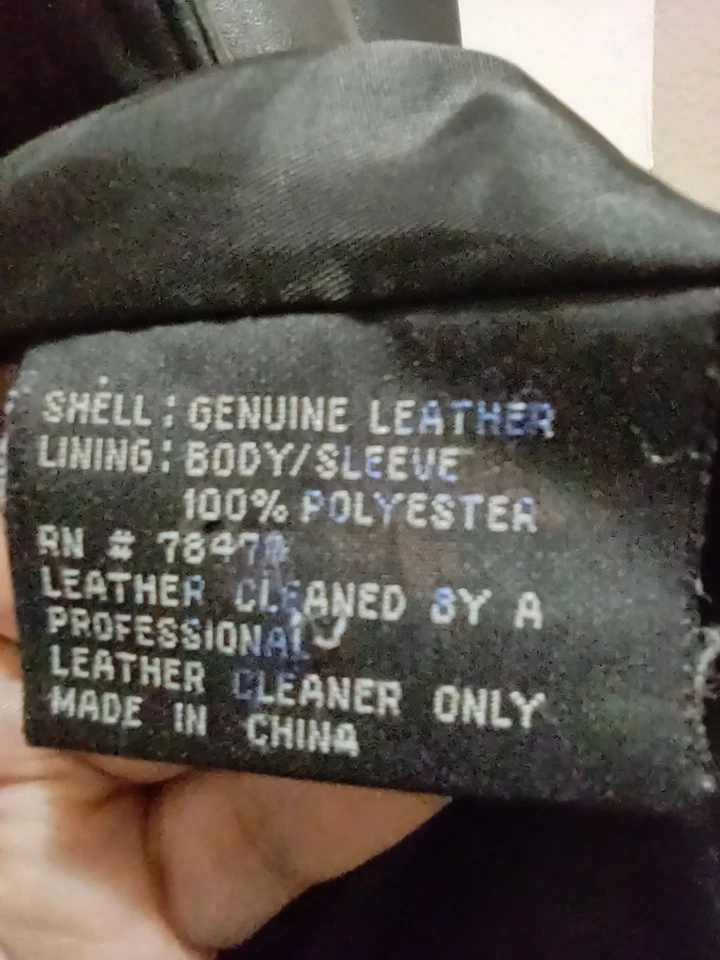 SHELL: GENUINE LEATHER
LINING: BODY/SLEEVE
100% POLYESTER
RN #
LEATHER CLEANED BY A
PROFESSIONAL
LEATHER CLEANER ONLY
MADE IN CHINA